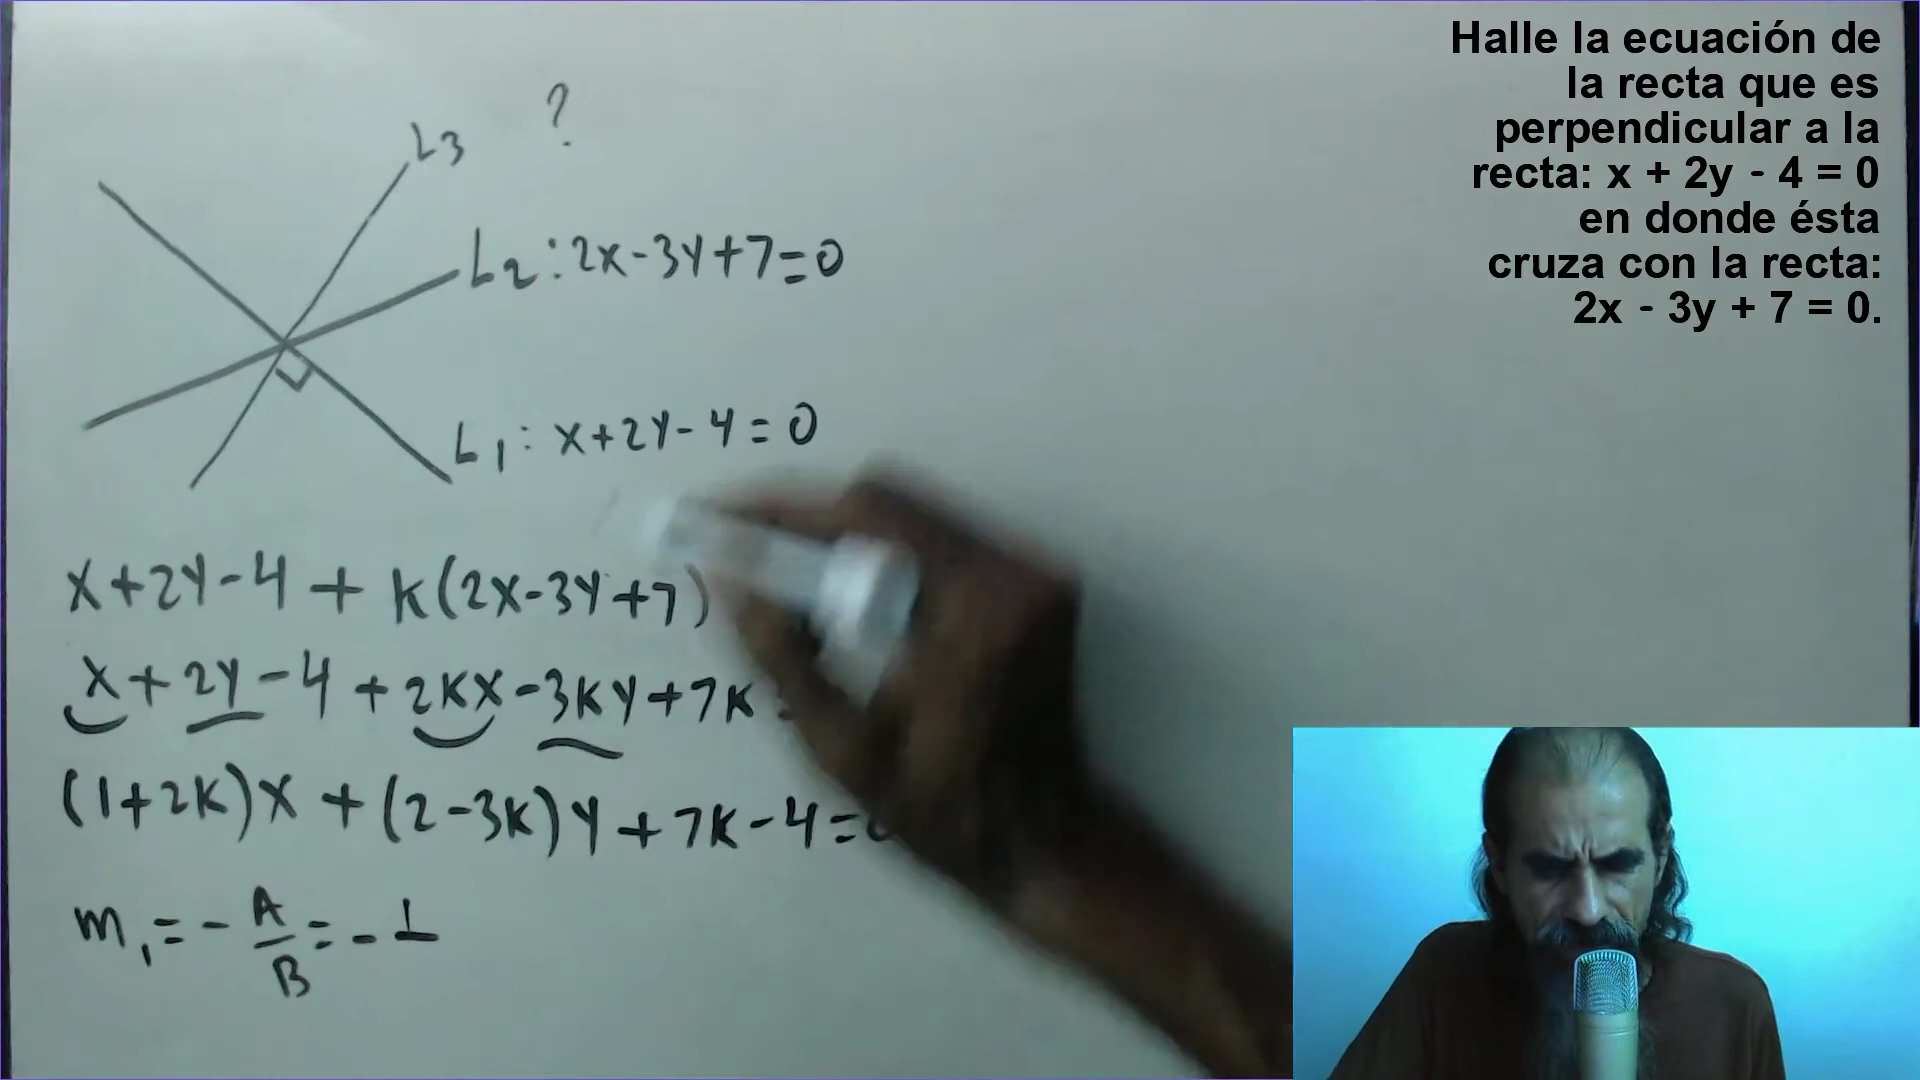 Halle la ecuación de
la recta que es
perpendicular a la
recta: x + 2y - 4 = 0
en donde ésta
cruza con la recta:
2x - 3y + 7 = 0.
L3 ?
L2 : 2x-3y+7=0
L1 : x+2y-4=0
x+2y-4 + k(2x-3y+7)
x+2y-4+2kx-3ky+7k
(1+2k)x+(2-3k)y+7k-4=0
m1=-A/B=-1